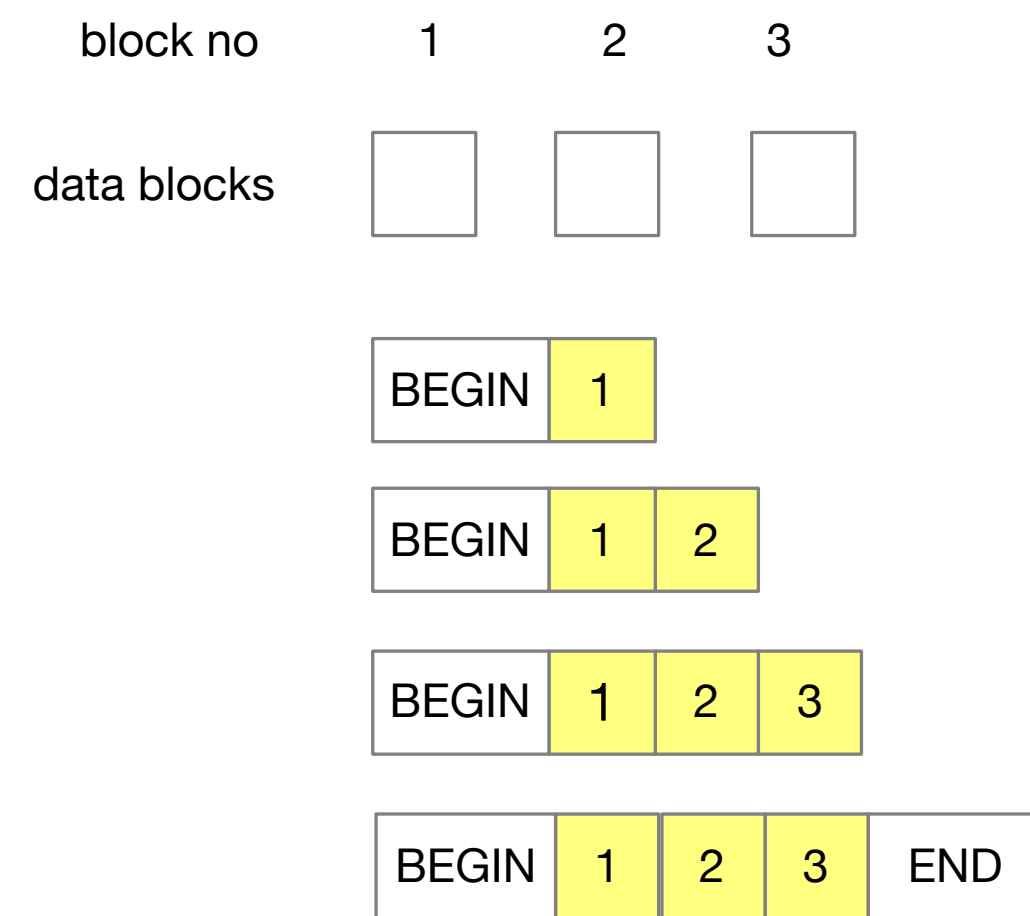 block no 1 2 3
data blocks
BEGIN 1
BEGIN 1 2
BEGIN 1 2 3
BEGIN 1 2 3 END